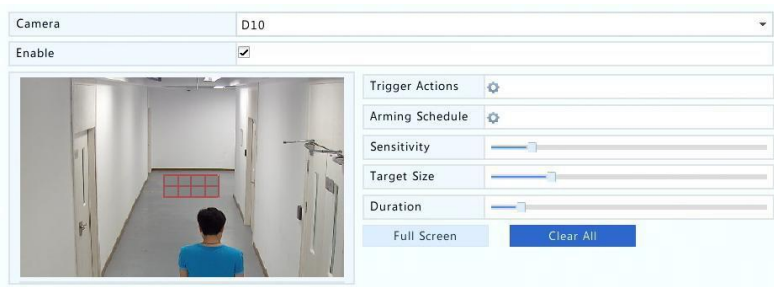 Camera D10
Enable
Trigger Actions
Arming Schedule
Sensitivity
Target Size
Duration
Full Screen Clear All